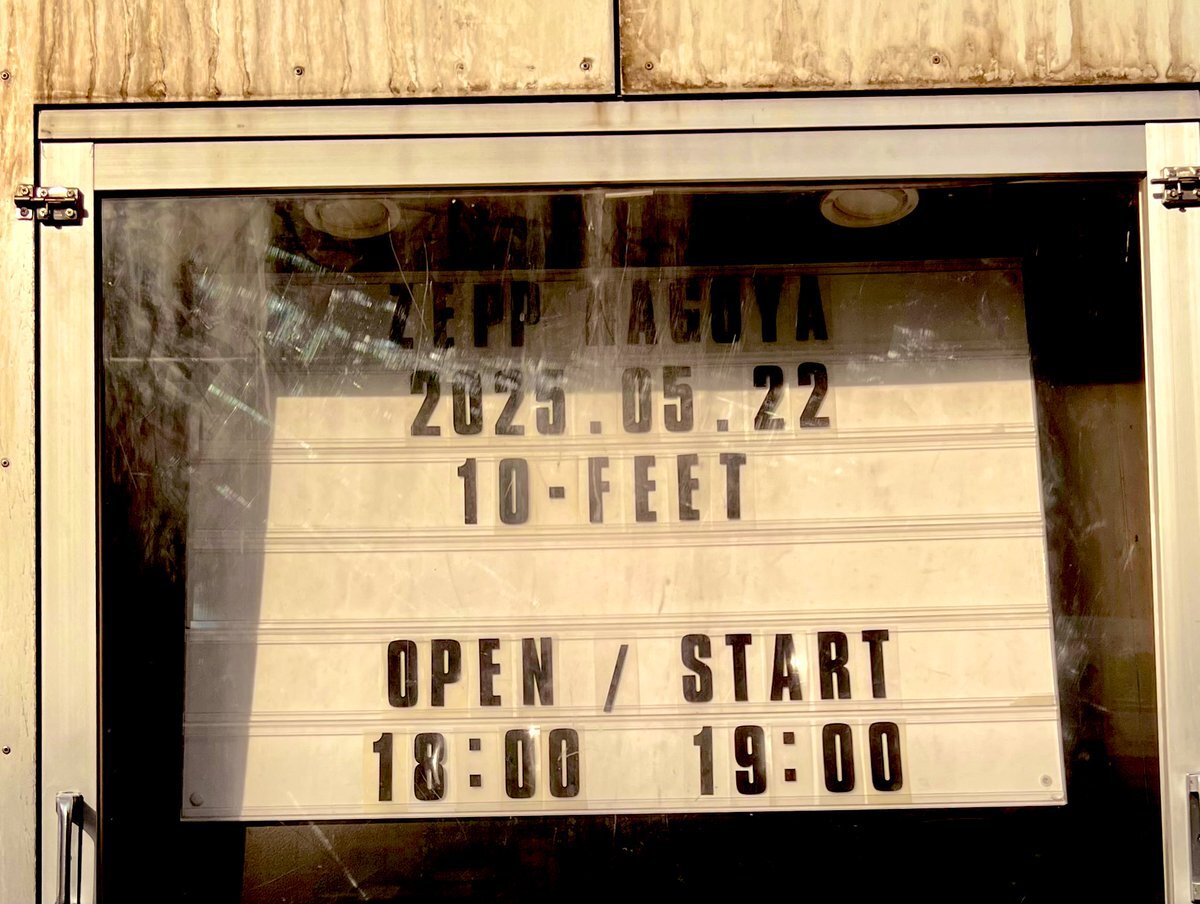 ZEPP NAGOYA
2025.05.22
10-FEET
OPEN / START
18:00 19:00